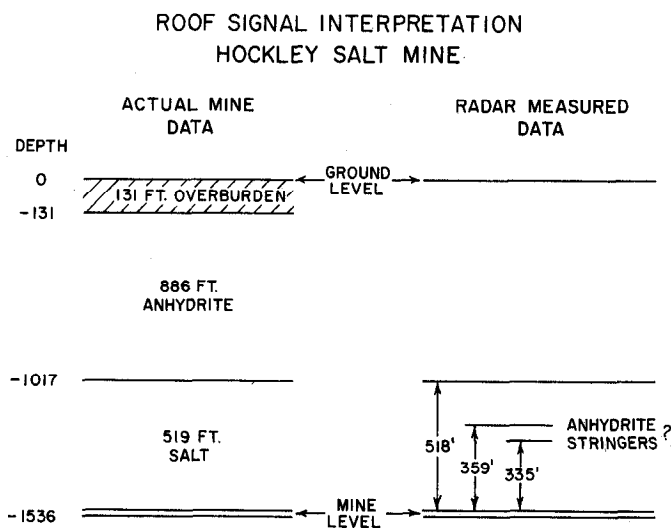 ROOF SIGNAL INTERPRETATION
HOCKLEY SALT MINE
ACTUAL MINE
DATA
RADAR MEASURED
DATA
DEPTH
0
GROUND
LEVEL
131 FT. OVERBURDEN
-131
886 FT.
ANHYDRITE
-1017
519 FT.
SALT
518'
359'
335'
ANHYDRITE ?
STRINGERS
-1536
MINE
LEVEL